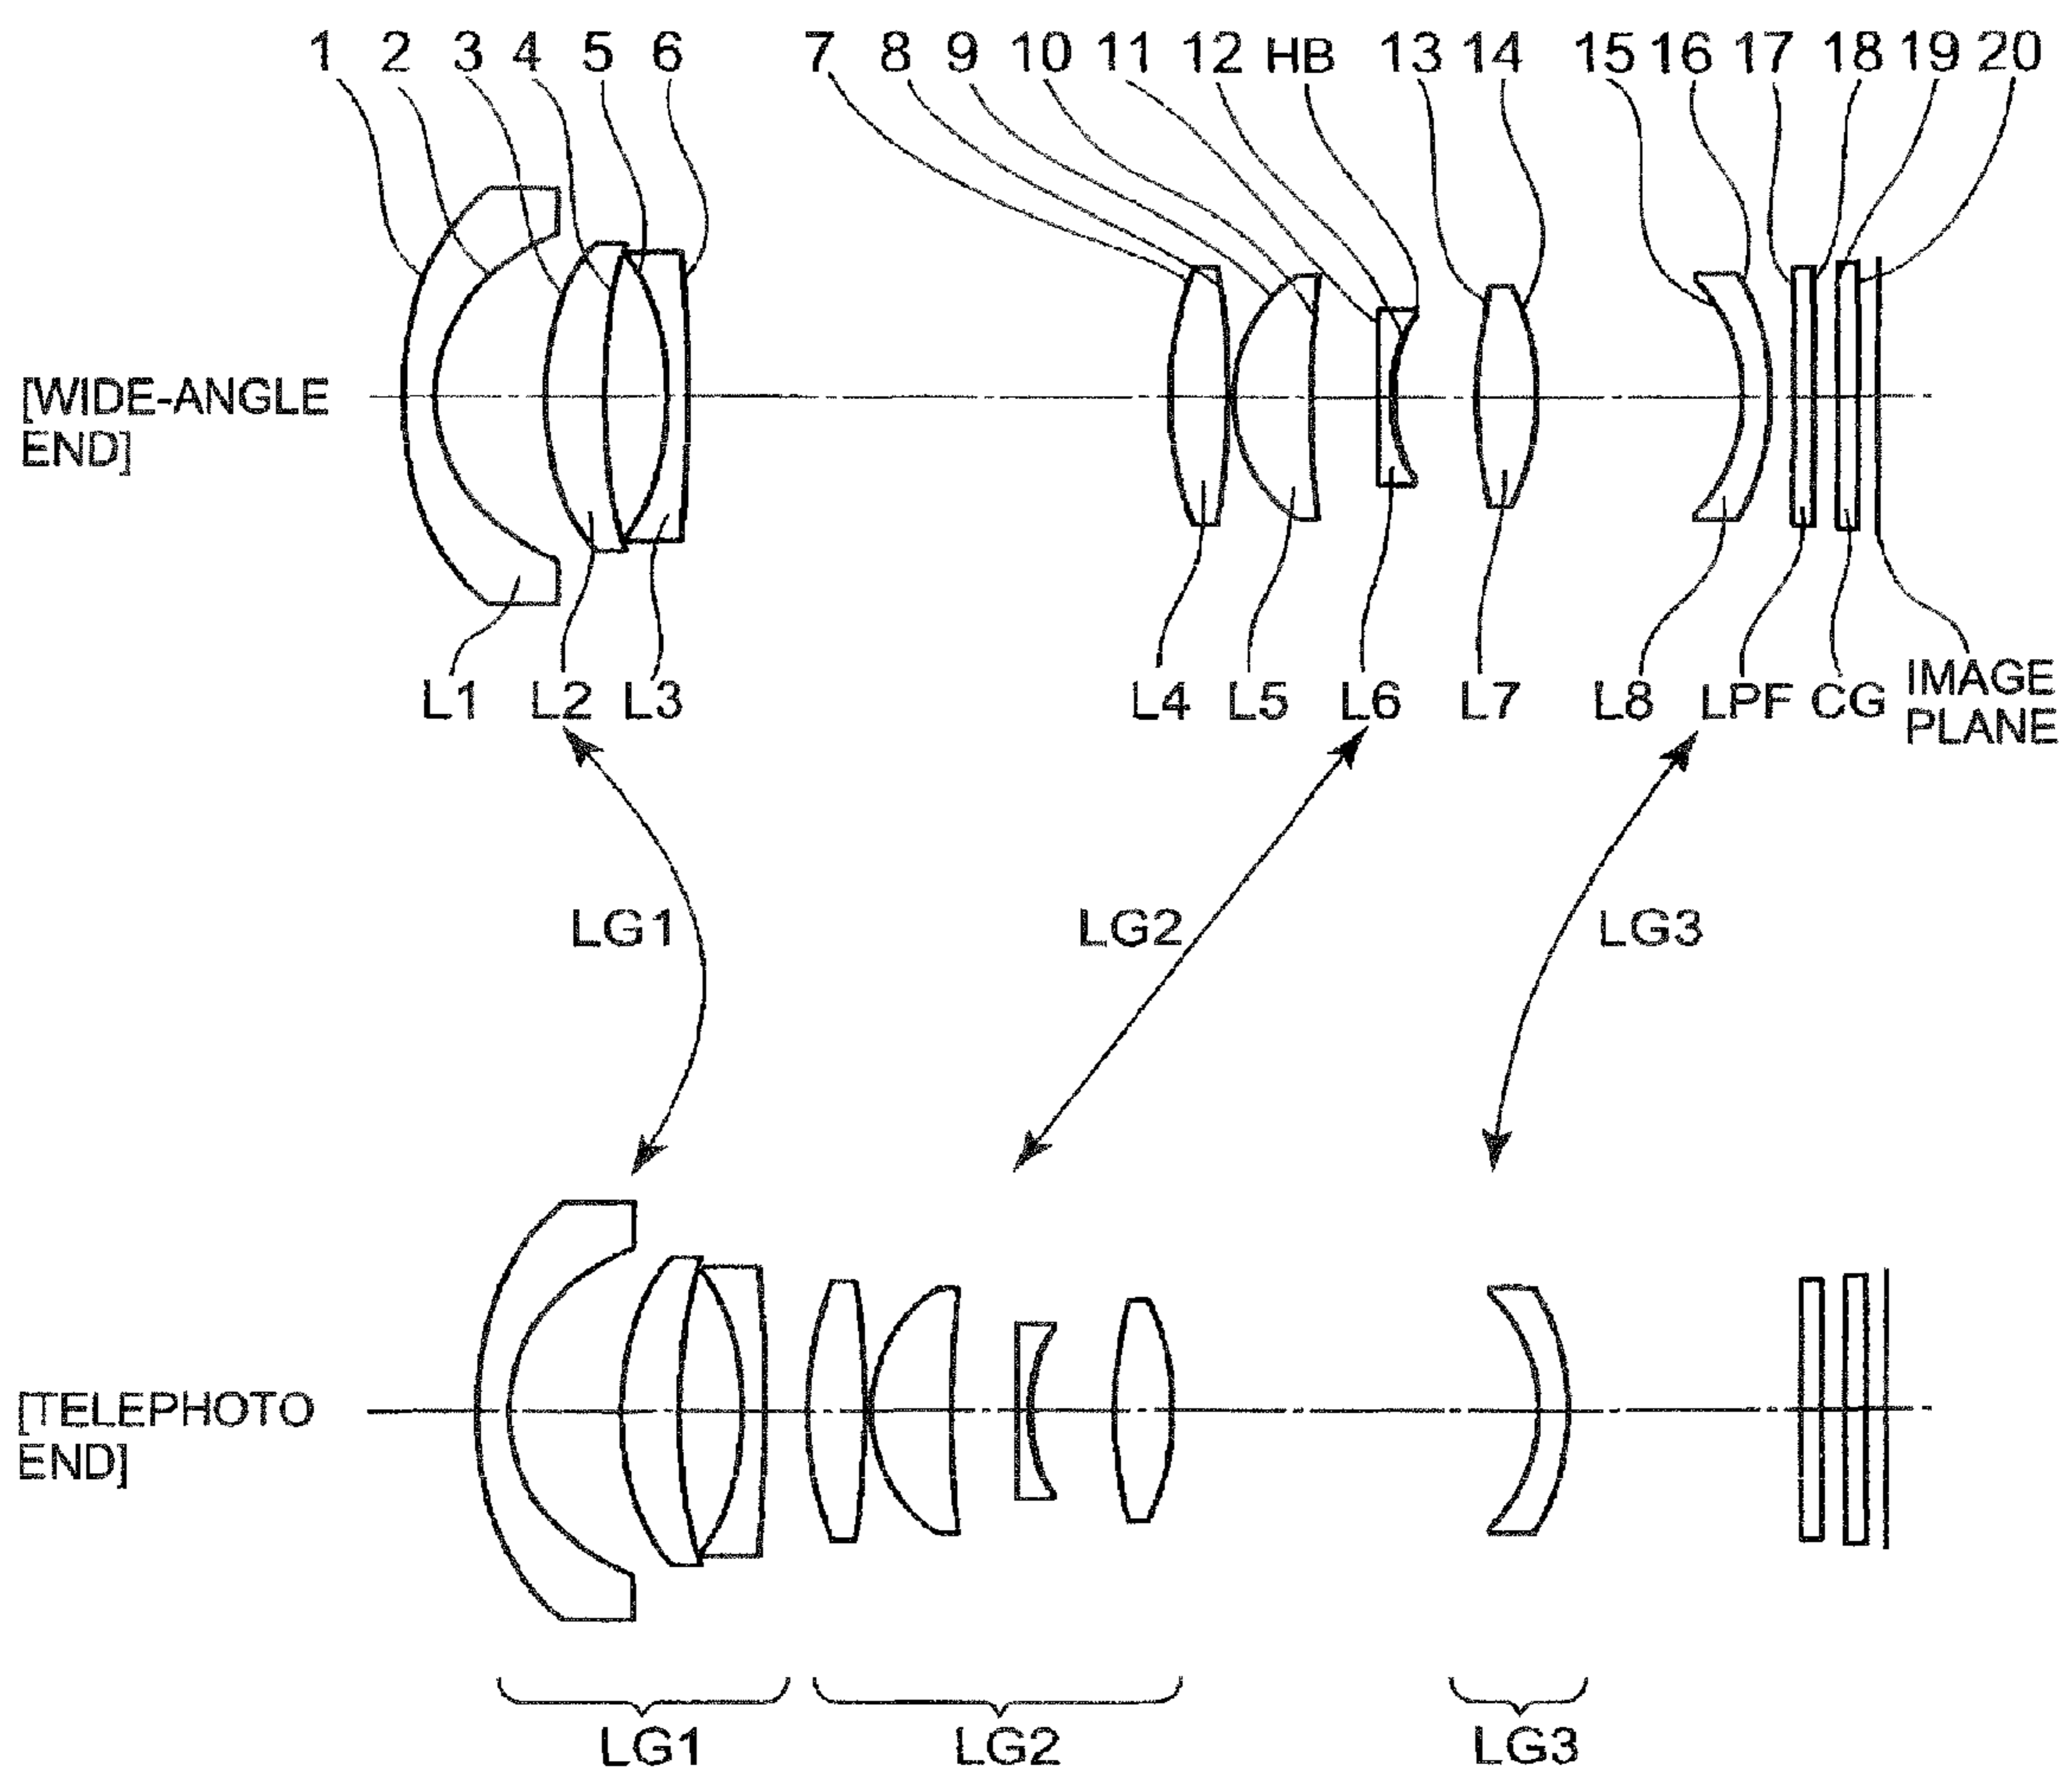 1 2 3 4 5 6 7 8 9 10 11 12 HB 13 14 15 16 17 18 19 20
[WIDE-ANGLE
END]
L1 L2 L3 L4 L5 L6 L7 L8 LPF CG IMAGE
PLANE
LG1 LG2 LG3
[TELEPHOTO
END]
LG1 LG2 LG3